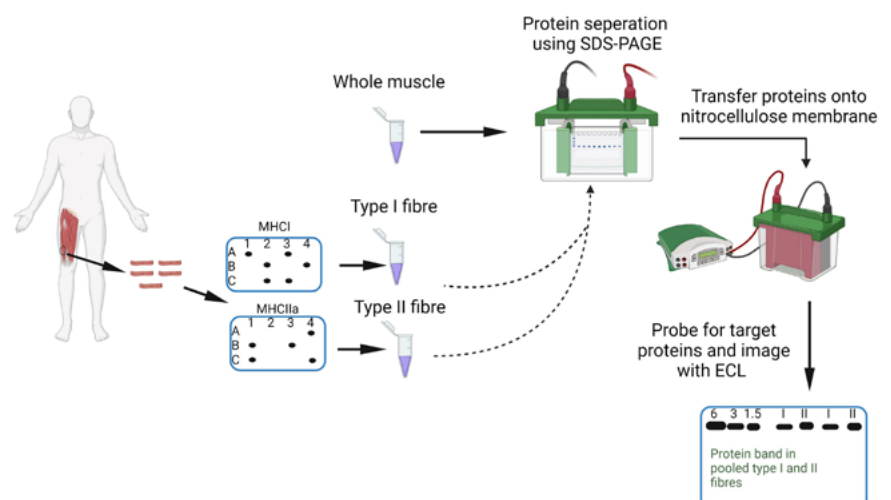 Protein seperation
using SDS-PAGE
Whole muscle
Transfer proteins onto
nitrocellulose membrane
MHCI
1 2 3 4
A
B
C
Type I fibre
MHCIIa
1 2 3 4
A
B
C
Type II fibre
Probe for target
proteins and image
with ECL
6 3 1.5 I II I II
Protein band in
pooled type I and II
fibres